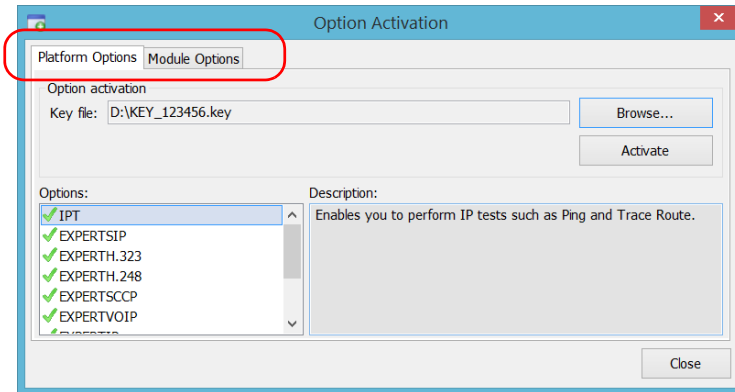 Option Activation
Platform Options Module Options
Option activation
Key file: D:\KEY_123456.key Browse...
Activate
Options: Description:
IPT Enables you to perform IP tests such as Ping and Trace Route.
EXPERTSIP
EXPERTH.323
EXPERTH.248
EXPERTSCCP
EXPERTVOIP
Close